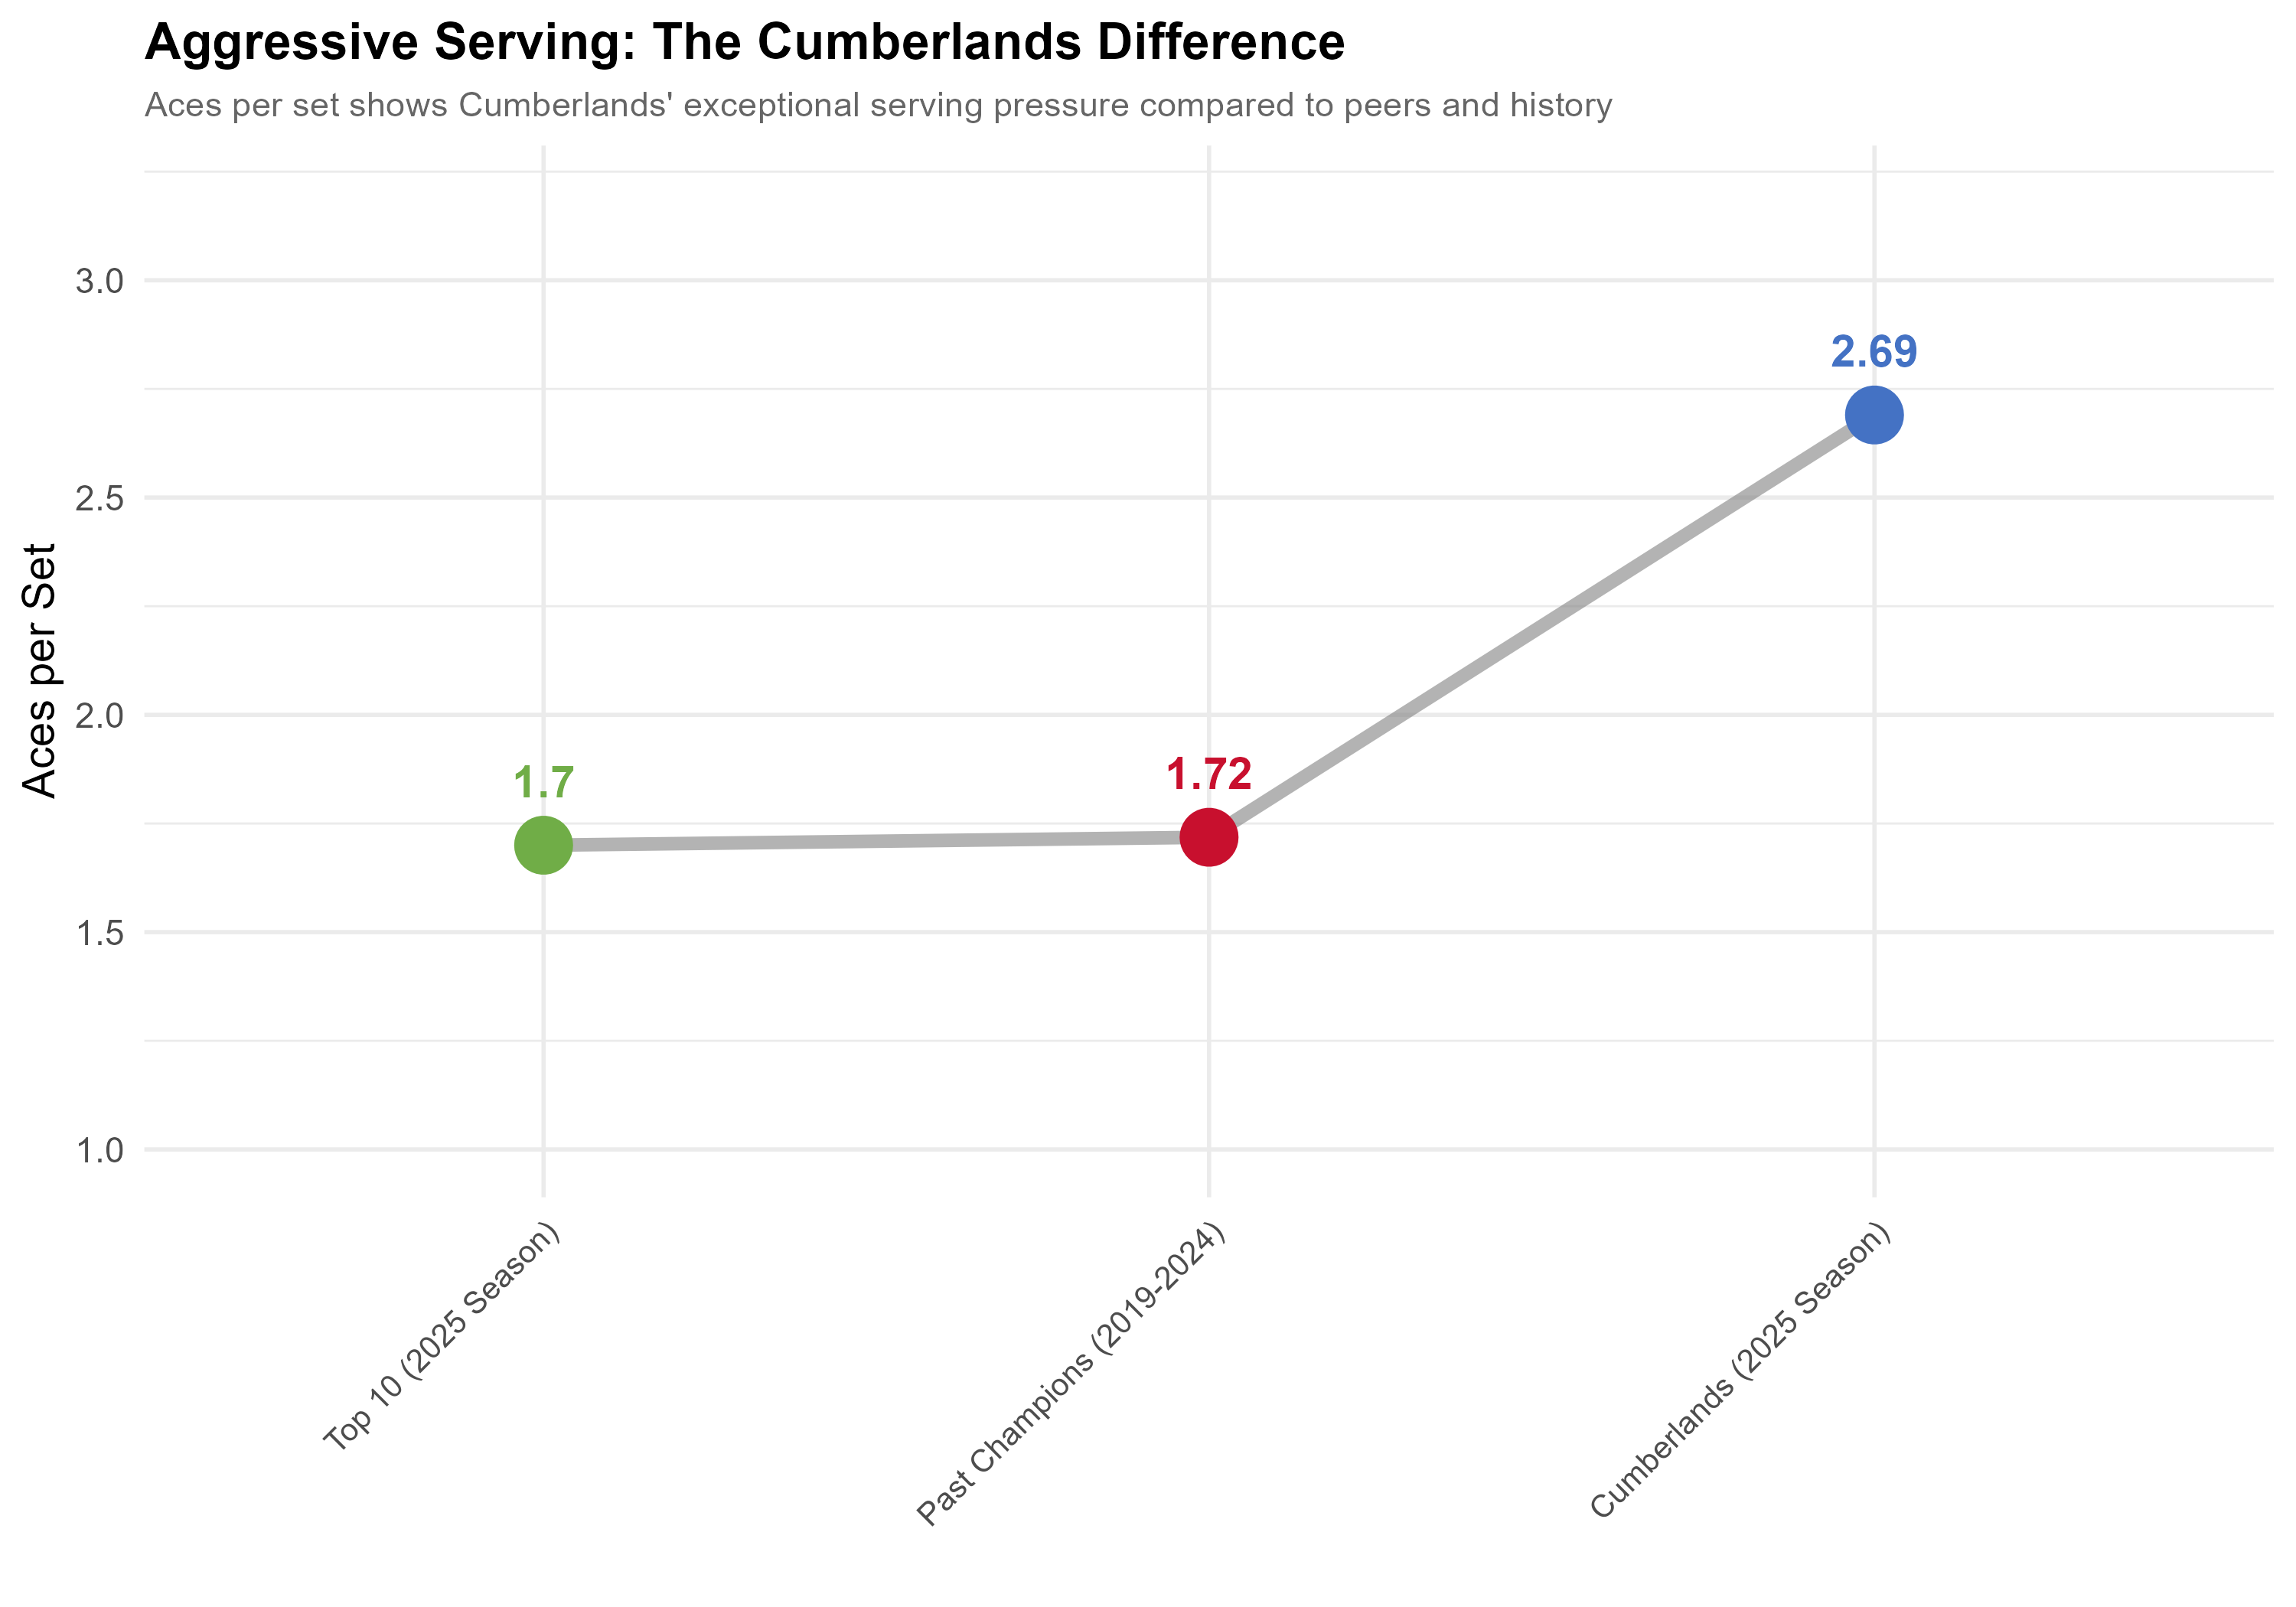 Aggressive Serving: The Cumberlands Difference
Aces per set shows Cumberlands' exceptional serving pressure compared to peers and history
Aces per Set
3.0
2.5
2.0
1.5
1.0
1.7
1.72
2.69
Top 10 (2025 Season)
Past Champions (2019-2024)
Cumberlands (2025 Season)